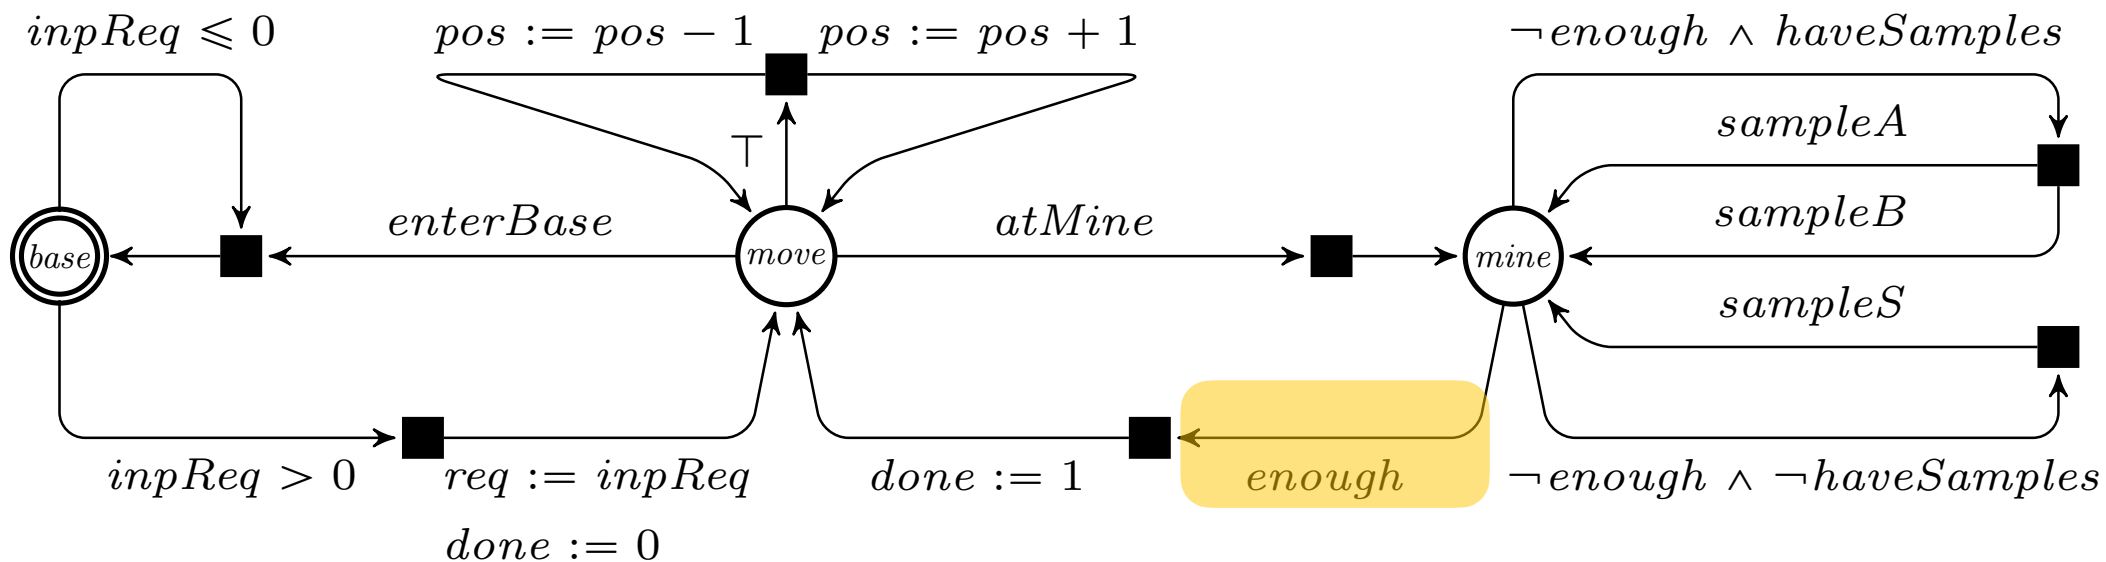 inpReq ⩽ 0
pos := pos − 1
pos := pos + 1
¬enough ∧ haveSamples
sampleA
⊤
enterBase
atMine
sampleB
base
move
mine
sampleS
inpReq > 0
req := inpReq
done := 1
enough
¬enough ∧ ¬haveSamples
done := 0